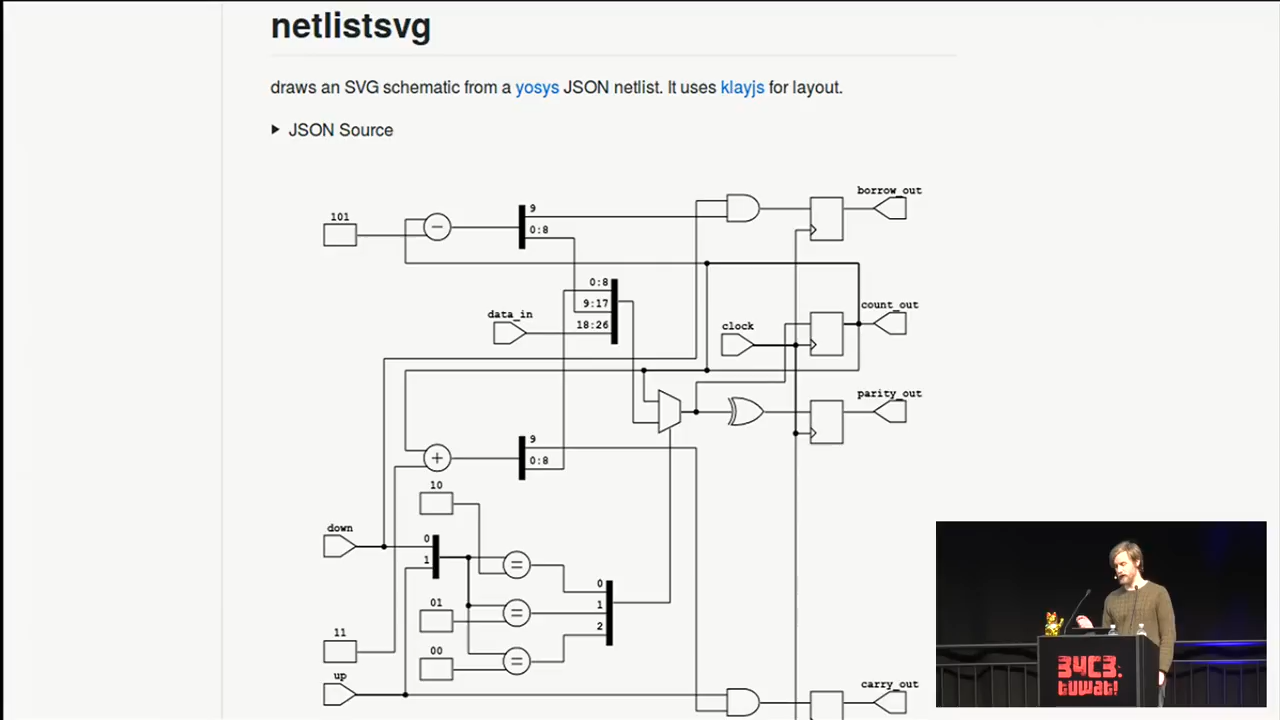 netlistsvg
draws an SVG schematic from a yosys JSON netlist. It uses klayjs for layout.
JSON Source
borrow_out
101
9
0:8
0:8
9:17
18:26
data_in
clock
count_out
parity_out
9
0:8
10
down
0
1
0
1
2
01
11
00
up
carry_out
34C3:
tuwat!